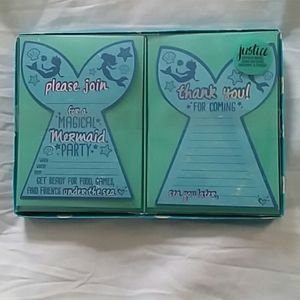 please join
for a
MAGICAL
Mermaid
PARTY
GET READY FOR FOOD, GAMES,
AND FRIENDS under the sea
Justice
thank you!
FOR COMING
sea you later,